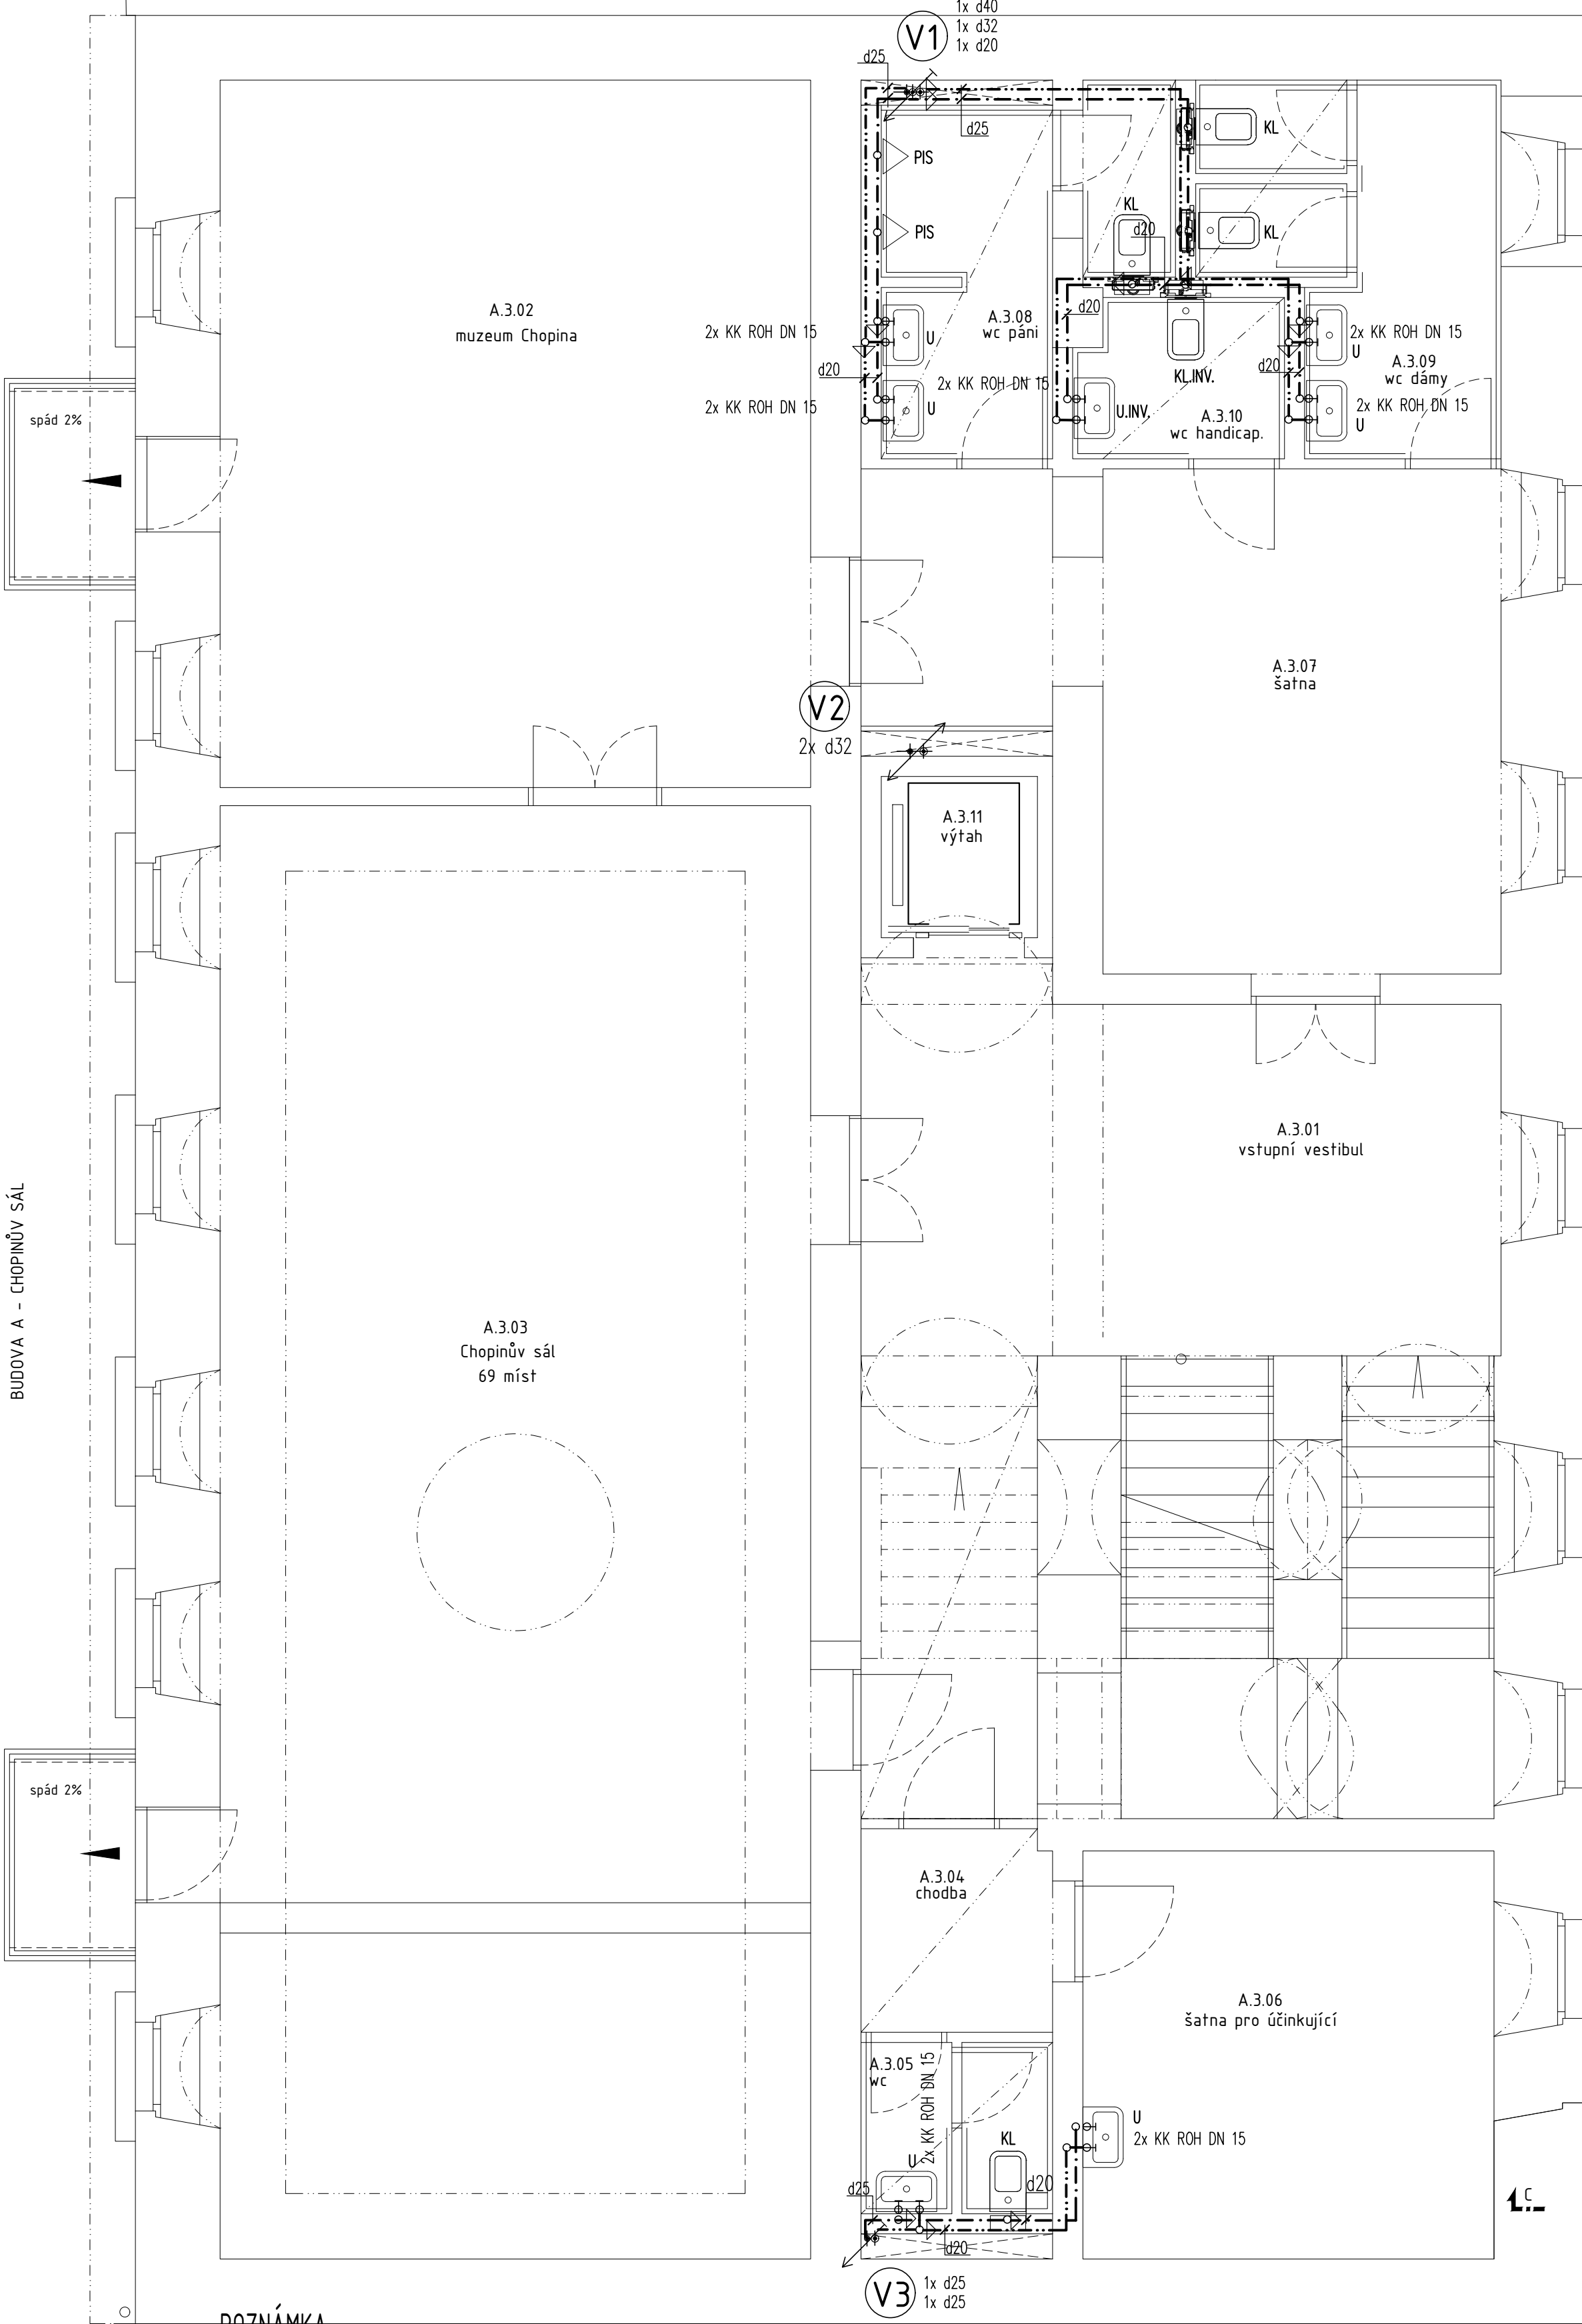 1x d40
1x d32
1x d20
V1
d25
d25
PIS
PIS
KL
KL
KL
d20
d20
A.3.02
muzeum Chopina
2x KK ROH DN 15
U
A.3.08
wc páni
2x KK ROH DN 15
U
A.3.09
wc dámy
d20
d20
KL.INV.
2x KK ROH DN 15
2x KK ROH DN 15
U
U.INV.
A.3.10
wc handicap.
2x KK ROH DN 15
U
spád 2%
A.3.07
šatna
V2
2x d32
A.3.11
výtah
A.3.01
vstupní vestibul
BUDOVA A - CHOPINŮV SÁL
A.3.03
Chopinův sál
69 míst
spád 2%
A.3.04
chodba
A.3.06
šatna pro účinkující
A.3.05
wc
2x KK ROH DN 15
U
KL
U
2x KK ROH DN 15
d25
d20
d20
C
V3
1x d25
1x d25
POZNÁMKA